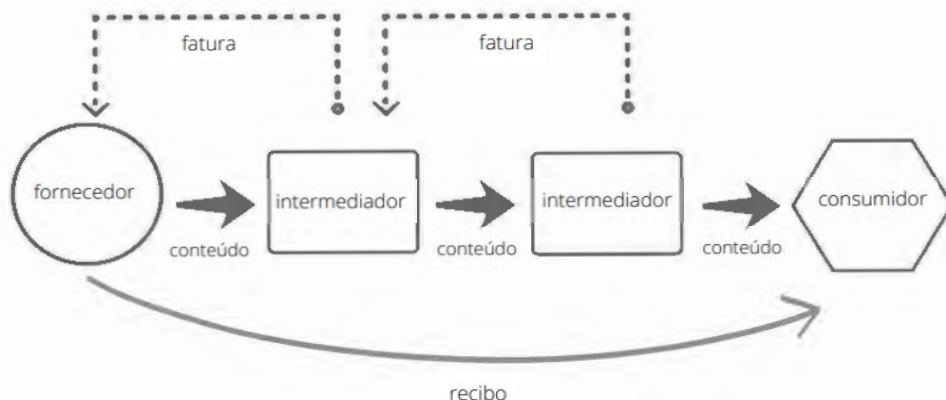 fatura
fatura
fornecedor
intermediador
intermediador
consumidor
conteúdo
conteúdo
conteúdo
recibo